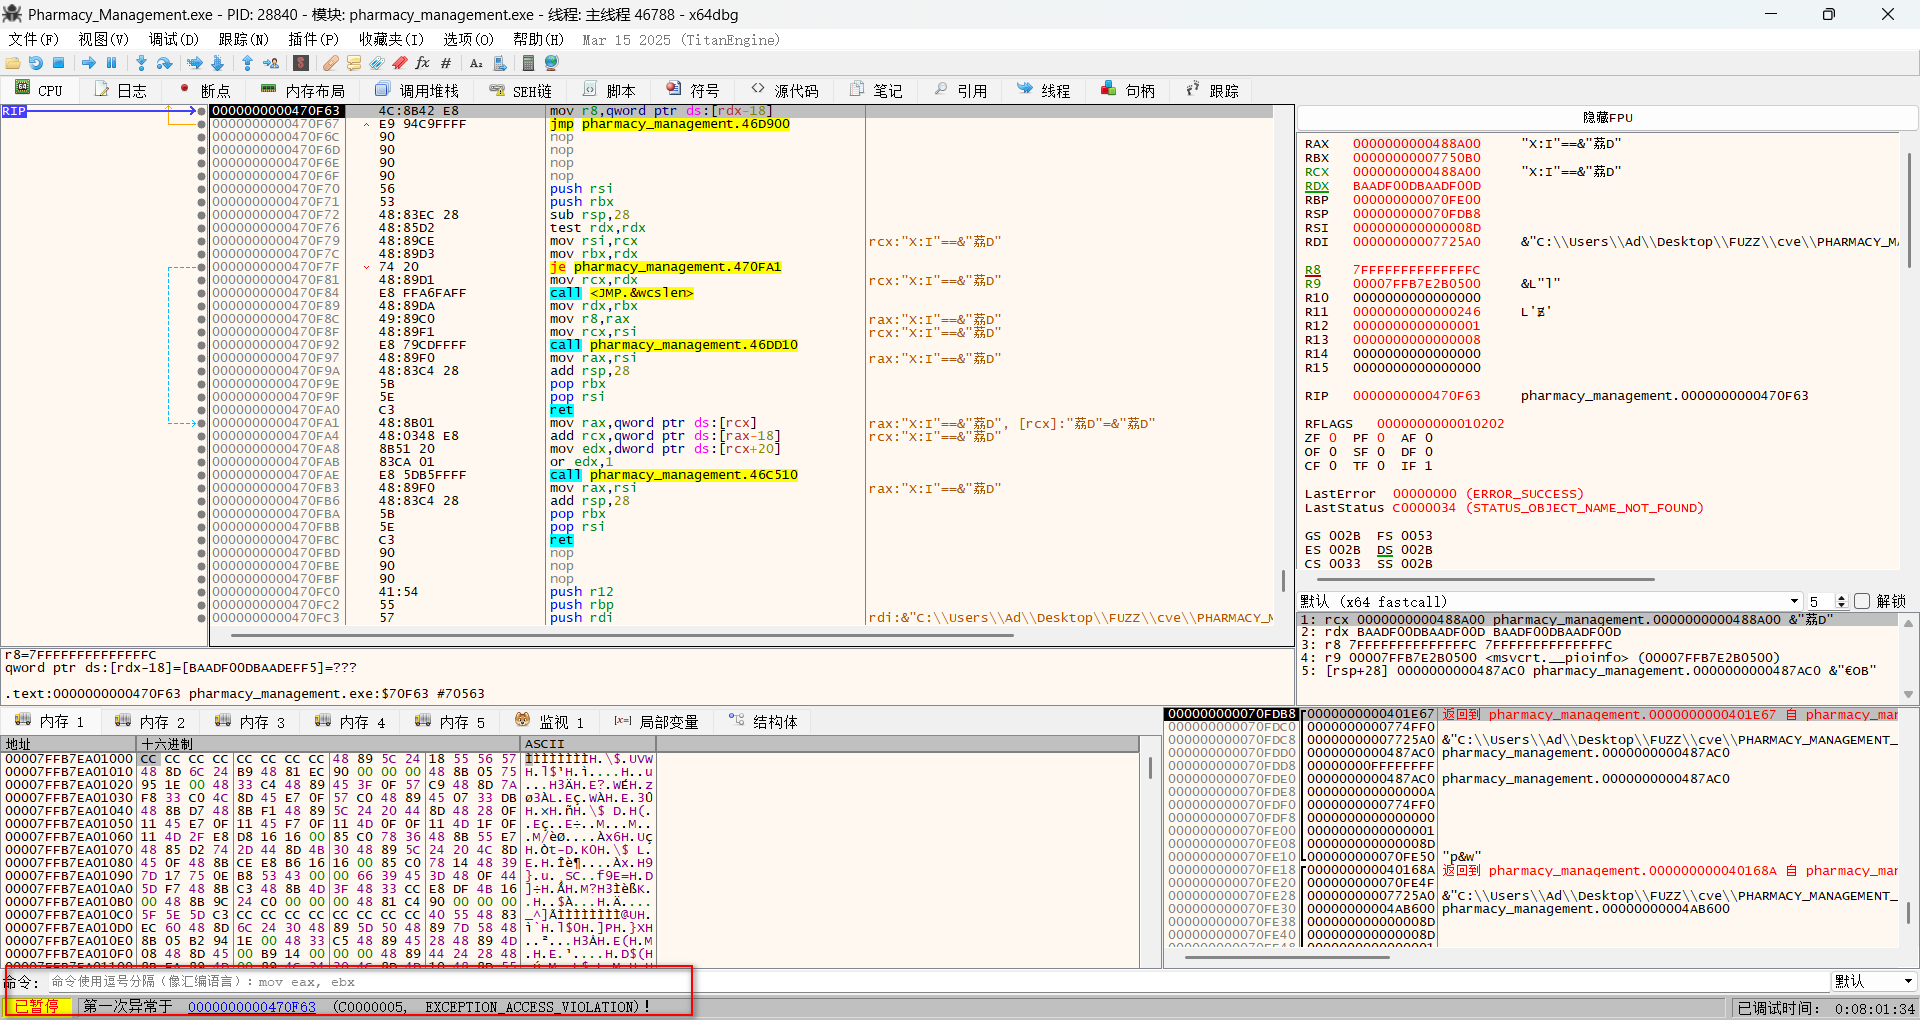 Pharmacy_Management.exe - PID: 28840 - 模块: pharmacy_management.exe - 线程: 主线程 46788 - x64dbg
文件(F) 视图(V) 调试(D) 跟踪(N) 插件(P) 收藏夹(I) 选项(O) 帮助(H) Mar 15 2025 (TitanEngine)
CPU 日志 断点 内存布局 调用堆栈 SEH链 脚本 符号 源代码 笔记 引用 线程 句柄 跟踪
RIP
0000000000470F63 4C:8B42 E8 mov r8,qword ptr ds:[rdx-18]
0000000000470F67 E9 94C9FFFF jmp pharmacy_management.46D900
0000000000470F6C 90 nop
0000000000470F6D 90 nop
0000000000470F6E 90 nop
0000000000470F6F 90 nop
0000000000470F70 56 push rsi
0000000000470F71 53 push rbx
0000000000470F72 48:83EC 28 sub rsp,28
0000000000470F76 48:85D2 test rdx,rdx
0000000000470F79 48:89CE mov rsi,rcx rcx:"X:I"==&"荔D"
0000000000470F7C 48:89D3 mov rbx,rdx
0000000000470F7F 74 20 je pharmacy_management.470FA1
0000000000470F81 48:89D1 mov rcx,rdx rcx:"X:I"==&"荔D"
0000000000470F84 E8 FFA6FAFF call <JMP.&wcslen>
0000000000470F89 48:89DA mov rdx,rbx
0000000000470F8C 49:89C0 mov r8,rax rax:"X:I"==&"荔D"
0000000000470F8F 48:89F1 mov rcx,rsi rcx:"X:I"==&"荔D"
0000000000470F92 E8 79CDFFFF call pharmacy_management.46DD10
0000000000470F97 48:89F0 mov rax,rsi rax:"X:I"==&"荔D"
0000000000470F9A 48:83C4 28 add rsp,28
0000000000470F9E 5B pop rbx
0000000000470F9F 5E pop rsi
0000000000470FA0 C3 ret
0000000000470FA1 48:8B01 mov rax,qword ptr ds:[rcx] rax:"X:I"==&"荔D", [rcx]:"荔D"=&"荔D"
0000000000470FA4 48:0348 E8 add rcx,qword ptr ds:[rax-18] rcx:"X:I"==&"荔D"
0000000000470FA8 8B51 20 mov edx,dword ptr ds:[rcx+20]
0000000000470FAB 83CA 01 or edx,1
0000000000470FAE E8 5DB5FFFF call pharmacy_management.46C510
0000000000470FB3 48:89F0 mov rax,rsi rax:"X:I"==&"荔D"
0000000000470FB6 48:83C4 28 add rsp,28
0000000000470FBA 5B pop rbx
0000000000470FBB 5E pop rsi
0000000000470FBC C3 ret
0000000000470FBD 90 nop
0000000000470FBE 90 nop
0000000000470FBF 90 nop
0000000000470FC0 41:54 push r12
0000000000470FC2 55 push rbp
0000000000470FC3 57 push rdi rdi:&"C:\\Users\\Ad\\Desktop\\FUZZ\\cve\\PHARMACY_M
隐藏FPU
RAX 0000000000488A00 "X:I"==&"荔D"
RBX 00000000007750B0
RCX 0000000000488A00 "X:I"==&"荔D"
RDX BAADF00DBAADF00D
RBP 000000000070FE00
RSP 000000000070FDB8
RSI 000000000000008D
RDI 00000000007725A0 &"C:\\Users\\Ad\\Desktop\\FUZZ\\cve\\PHARMACY_MA
R8 7FFFFFFFFFFFFFFC
R9 00007FFB7E2B0500
R10 0000000000000000
R11 0000000000000246
R12 0000000000000001
R13 0000000000000008
R14 0000000000000000
R15 0000000000000000
RIP 0000000000470F63 pharmacy_management.0000000000470F63
RFLAGS 0000000000010202
ZF 0 PF 0 AF 0
OF 0 SF 0 DF 0
CF 0 TF 0 IF 1
LastError 00000000 (ERROR_SUCCESS)
LastStatus C0000034 (STATUS_OBJECT_NAME_NOT_FOUND)
GS 002B FS 0053
ES 002B DS 002B
CS 0033 SS 002B
默认 (x64 fastcall) 5 解锁
1: rcx 0000000000488A00 pharmacy_management.0000000000488A00 &"荔D"
2: rdx BAADF00DBAADF00D BAADF00DBAADF00D
3: r8 7FFFFFFFFFFFFFFC 7FFFFFFFFFFFFFFC
4: r9 00007FFB7E2B0500 <msvcrt.__pioinfo> (00007FFB7E2B0500)
5: [rsp+28] 0000000000487AC0 pharmacy_management.0000000000487AC0 &"€OB"
r8=7FFFFFFFFFFFFFFC
qword ptr ds:[rdx-18]=[BAADF00DBAADEFF5]=???
.text:0000000000470F63 pharmacy_management.exe:$70F63 #70563
内存 1 内存 2 内存 3 内存 4 内存 5 监视 1 局部变量 结构体
地址 十六进制 ASCII
00007FFB7EA01000 CC CC CC CC CC CC CC CC 48 89 5C 24 18 55 56 57
00007FFB7EA01010 48 8D 6C 24 B9 48 81 EC 90 00 00 00 48 8B 05 75
00007FFB7EA01020 95 1E 00 48 33 C4 48 89 45 3F 0F 57 C9 48 8D 7A
00007FFB7EA01030 F8 33 C0 4C 8D 45 E7 0F 57 C0 48 89 45 07 33 DB
00007FFB7EA01040 48 8B D7 48 8B F1 48 89 5C 24 20 44 8D 48 28 0F
00007FFB7EA01050 11 45 E7 0F 11 45 F7 0F 11 4D 0F 0F 11 4D 1F 0F
00007FFB7EA01060 11 4D 2F E8 D8 16 16 00 85 C0 78 36 48 8B 55 E7
00007FFB7EA01070 48 85 D2 74 2D 44 8D 4B 30 48 89 5C 24 20 4C 8D
00007FFB7EA01080 45 0F 48 8B CE E8 B6 16 16 00 85 C0 78 14 48 39
00007FFB7EA01090 7D 17 75 0E B8 53 43 00 00 66 39 45 3D 48 0F 44
00007FFB7EA010A0 5D F7 48 8B C3 48 8B 4D 3F 48 33 CC E8 DF 4B 16
00007FFB7EA010B0 00 48 8B 9C 24 C0 00 00 00 48 81 C4 90 00 00 00
00007FFB7EA010C0 5F 5E 5D C3 CC CC CC CC CC CC CC CC 40 55 48 83
00007FFB7EA010D0 EC 60 48 8D 6C 24 30 48 89 5D 50 48 89 7D 58 48
00007FFB7EA010E0 8B 05 B2 94 1E 00 48 33 C5 48 89 45 28 48 89 4D
00007FFB7EA010F0 08 48 8D 45 00 B9 14 00 00 00 48 89 44 24 28 48
000000000070FDB8 0000000000401E67 返回到 pharmacy_management.0000000000401E67 自 pharmacy_mar
000000000070FDC0 0000000000774FF0
000000000070FDC8 00000000007725A0 &"C:\\Users\\Ad\\Desktop\\FUZZ\\cve\\PHARMACY_MANAGEMENT_
000000000070FDD0 0000000000487AC0 pharmacy_management.0000000000487AC0
000000000070FDD8 00000000FFFFFFFF
000000000070FDE0 0000000000487AC0 pharmacy_management.0000000000487AC0
000000000070FDE8 000000000000000A
000000000070FDF0 0000000000774FF0
000000000070FDF8 0000000000000000
000000000070FE00 0000000000000001
000000000070FE08 000000000000008D
000000000070FE10 000000000070FE50 "p&w"
000000000070FE18 000000000040168A 返回到 pharmacy_management.000000000040168A 自 pharmacy_mar
000000000070FE20 000000000070FE4F
000000000070FE28 00000000007725A0 &"C:\\Users\\Ad\\Desktop\\FUZZ\\cve\\PHARMACY_MANAGEMENT_
000000000070FE30 00000000004AB600 pharmacy_management.00000000004AB600
000000000070FE38 000000000000008D
000000000070FE40 000000000000008D
命令: 命令使用逗号分隔（像汇编语言）: mov eax, ebx 默认
已暂停 第一次异常于 0000000000470F63 (C0000005, EXCEPTION_ACCESS_VIOLATION)! 已调试时间: 0:08:01:34